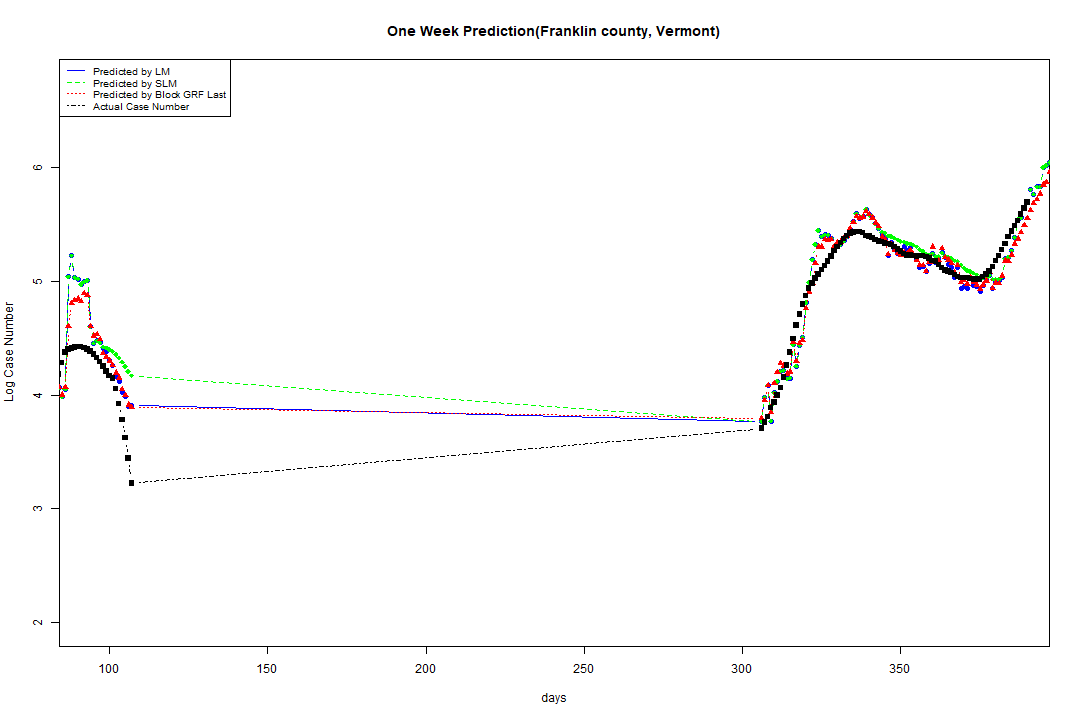 One Week Prediction(Franklin county, Vermont)
Predicted by LM
Predicted by SLM
Predicted by Block GRF Last
Actual Case Number
6
5
4
3
2
Log Case Number
100 150 200 250 300 350
days